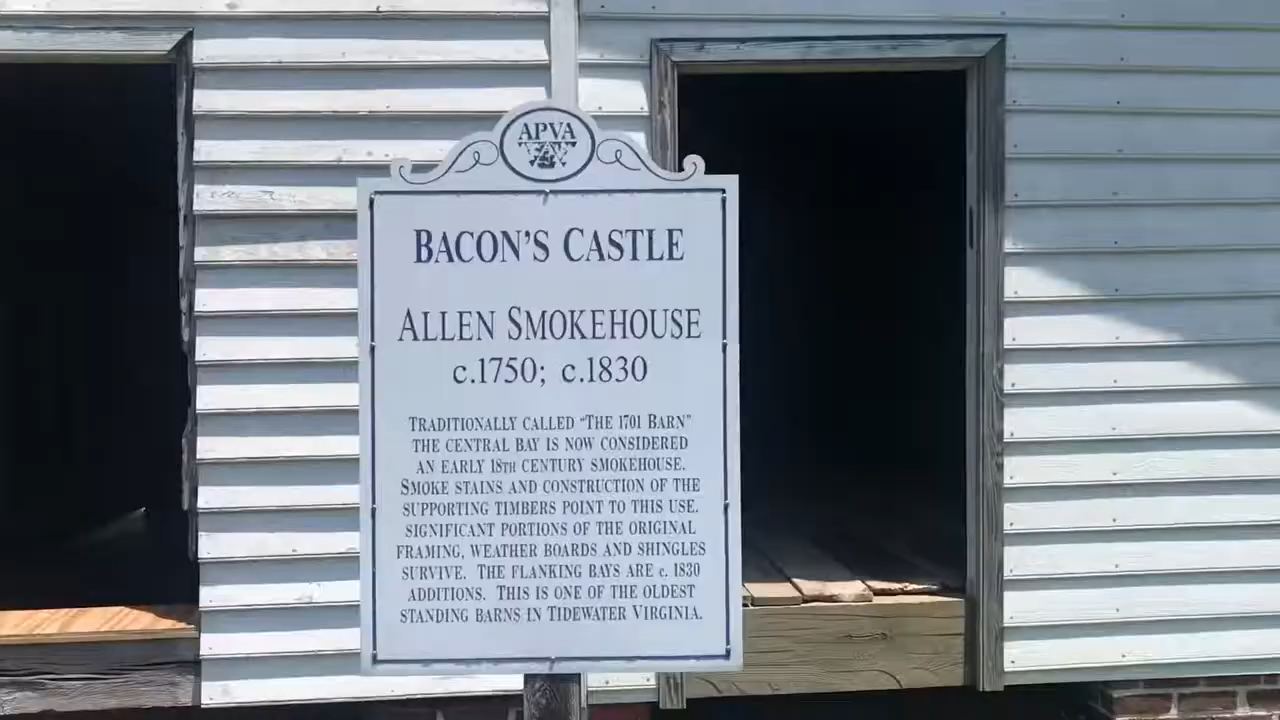 APVA
BACON'S CASTLE
ALLEN SMOKEHOUSE
c.1750; c.1830
TRADITIONALLY CALLED "THE 1701 BARN"
THE CENTRAL BAY IS NOW CONSIDERED
AN EARLY 18TH CENTURY SMOKEHOUSE.
SMOKE STAINS AND CONSTRUCTION OF THE
SUPPORTING TIMBERS POINT TO THIS USE.
SIGNIFICANT PORTIONS OF THE ORIGINAL
FRAMING, WEATHER BOARDS AND SHINGLES
SURVIVE. THE FLANKING BAYS ARE c. 1830
ADDITIONS. THIS IS ONE OF THE OLDEST
STANDING BARNS IN TIDEWATER VIRGINIA.